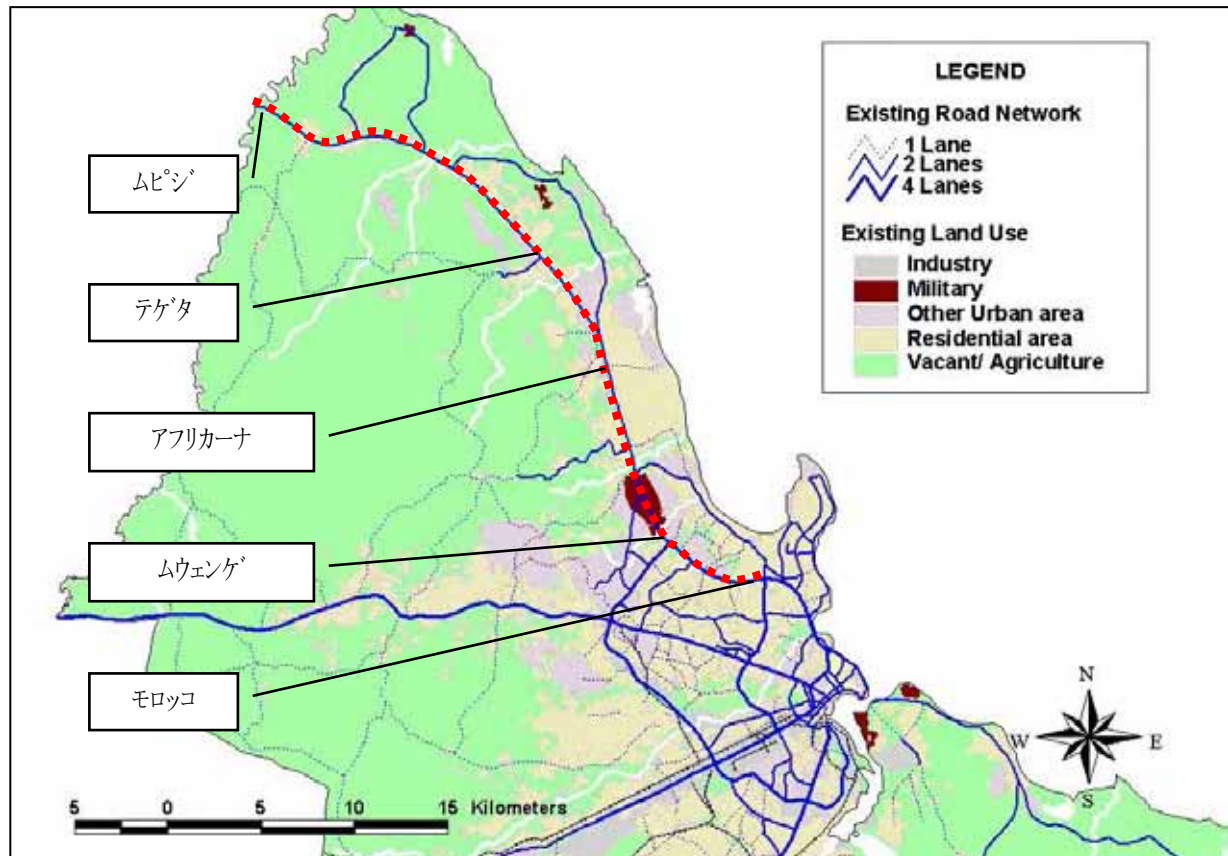 ムピジ
テゲタ
アフリカーナ
ムウェンゲ
モロッコ
LEGEND
Existing Road Network
1 Lane
2 Lanes
4 Lanes
Existing Land Use
Industry
Military
Other Urban area
Residential area
Vacant/ Agriculture
N
W E
S
5 0 5 10 15 Kilometers